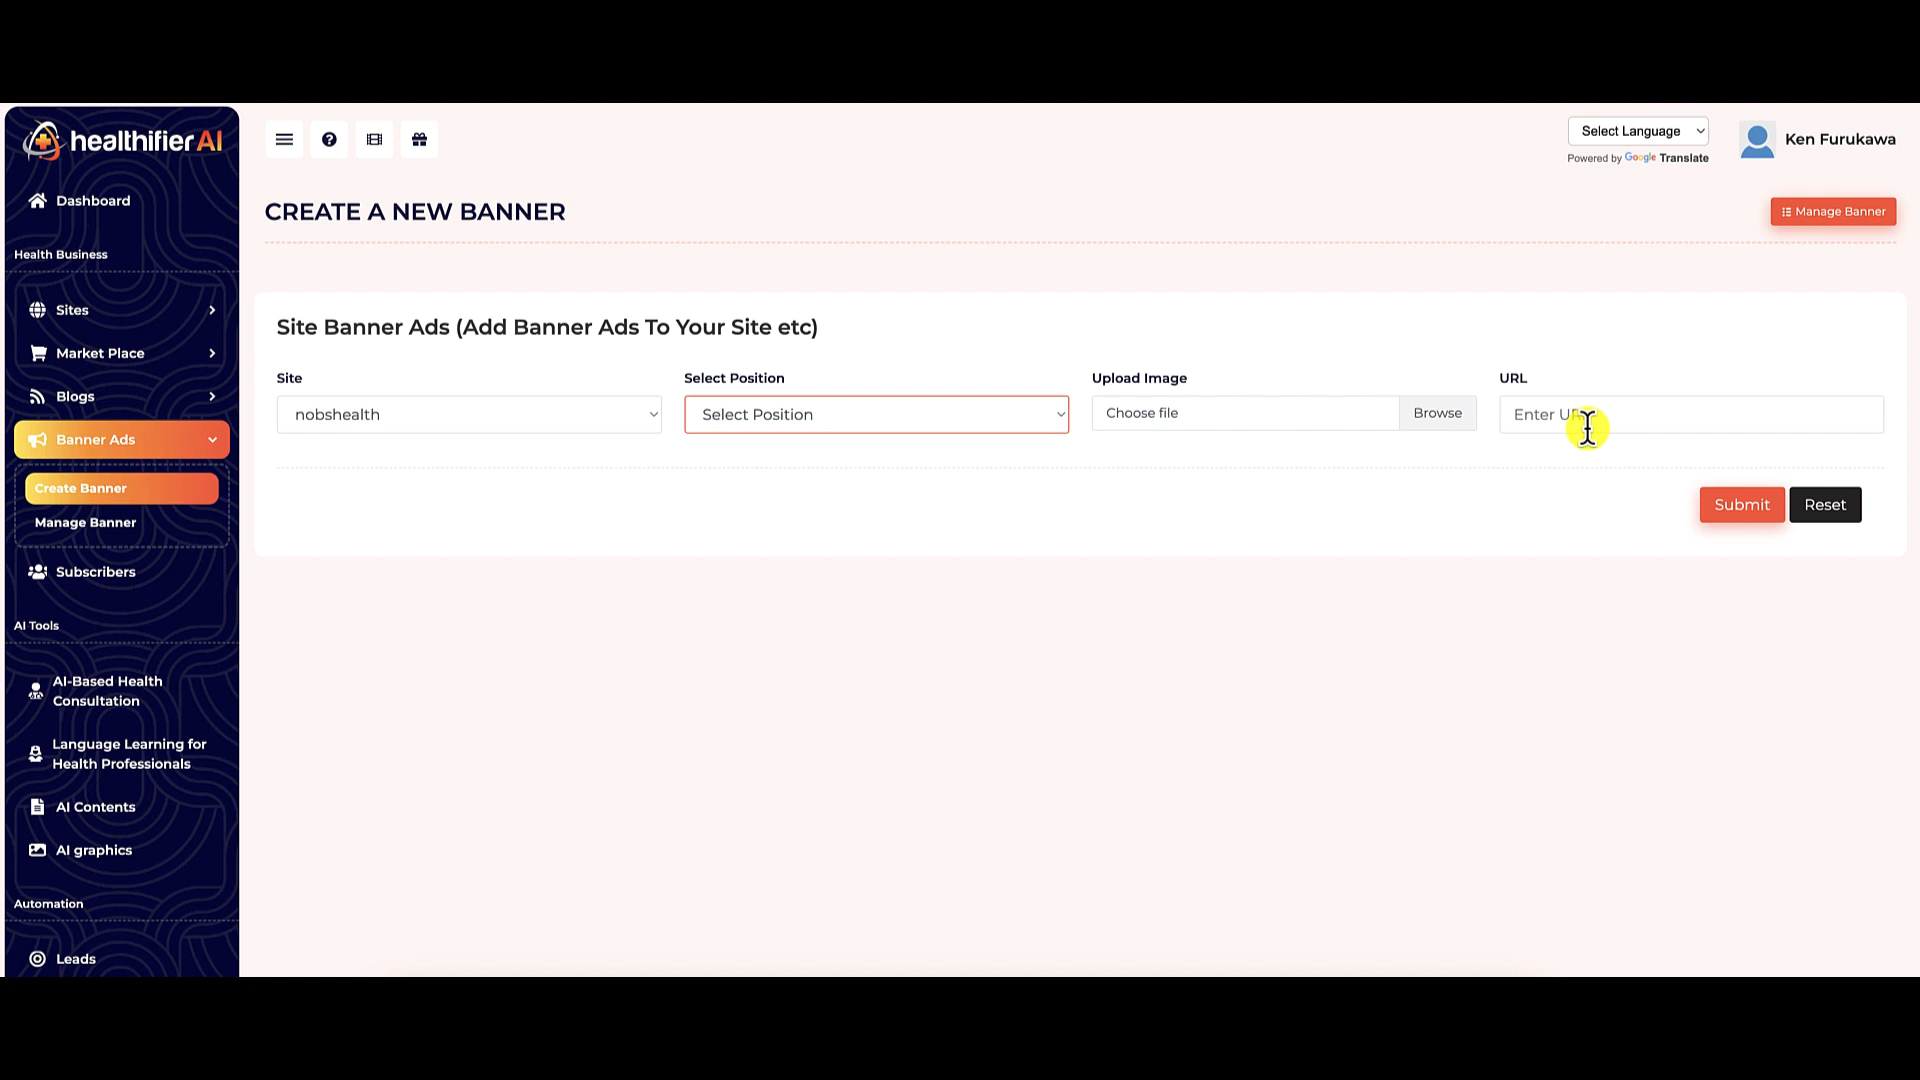 healthifierAI
Select Language
Powered by Google Translate
Ken Furukawa
Dashboard
CREATE A NEW BANNER
Manage Banner
Health Business
Sites
Market Place
Blogs
Banner Ads
Create Banner
Manage Banner
Subscribers
AI Tools
AI-Based Health
Consultation
Language Learning for
Health Professionals
AI Contents
AI graphics
Automation
Leads
Site Banner Ads (Add Banner Ads To Your Site etc)
Site
Select Position
Upload Image
URL
nobshealth
Select Position
Choose file
Browse
Enter URL
Submit
Reset